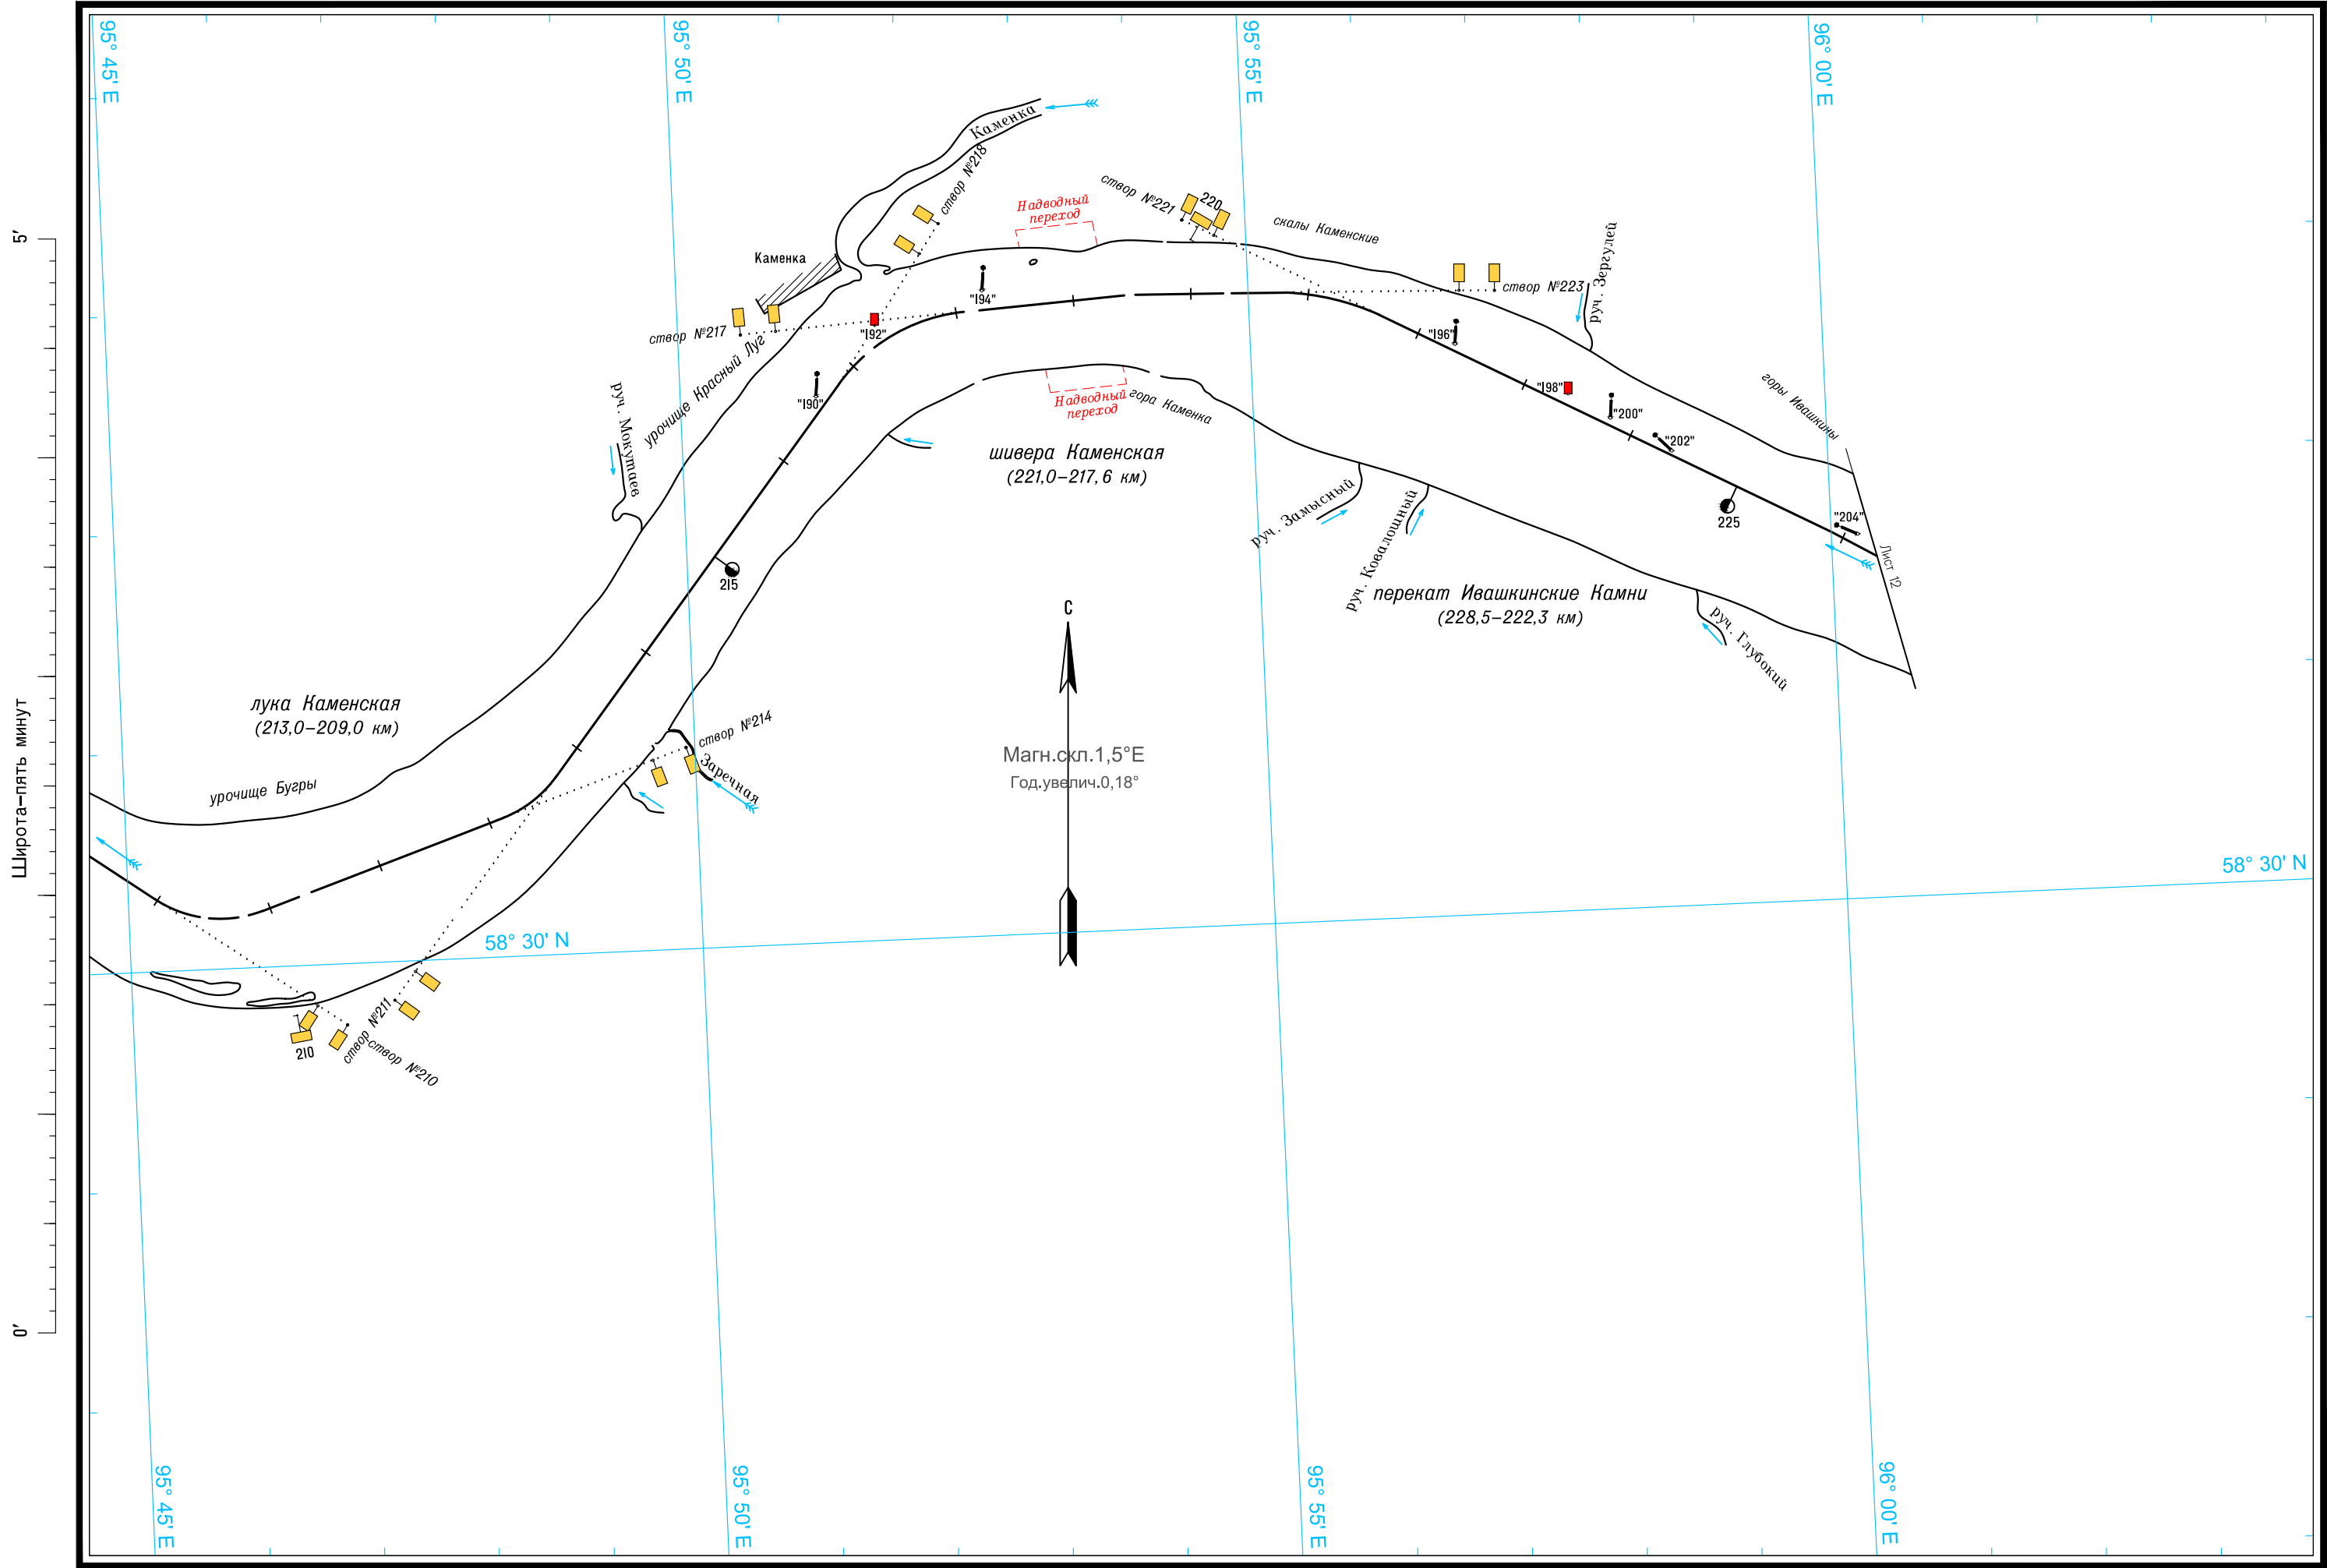 95° 45' E
95° 50' E
95° 55' E
96° 00' E
Каменка
створ №218
Надводный
переход
створ №221
220
скалы Каменские
руч. Зергулей
Каменка
"194"
створ №223
створ №217
"192"
"196"
урочище Красный Луг
"190"
"198"
горы Ивашкины
руч. Мокутаев
Надводный
переход
гора Каменка
"200"
"202"
шивера Каменская
(221,0-217,6 км)
руч. Замысный
руч. Ковалошный
225
"204"
Лист 12
215
перекат Ивашкинские Камни
(228,5-222,3 км)
руч. Глубокий
С
лука Каменская
(213,0-209,0 км)
створ №214
Заречная
Магн.скл.1,5°E
Год.увелич.0,18°
урочище Бугры
58° 30' N
58° 30' N
створ №211
створ №210
210
5'
Широта-пять минут
0'
95° 45' E
95° 50' E
95° 55' E
96° 00' E